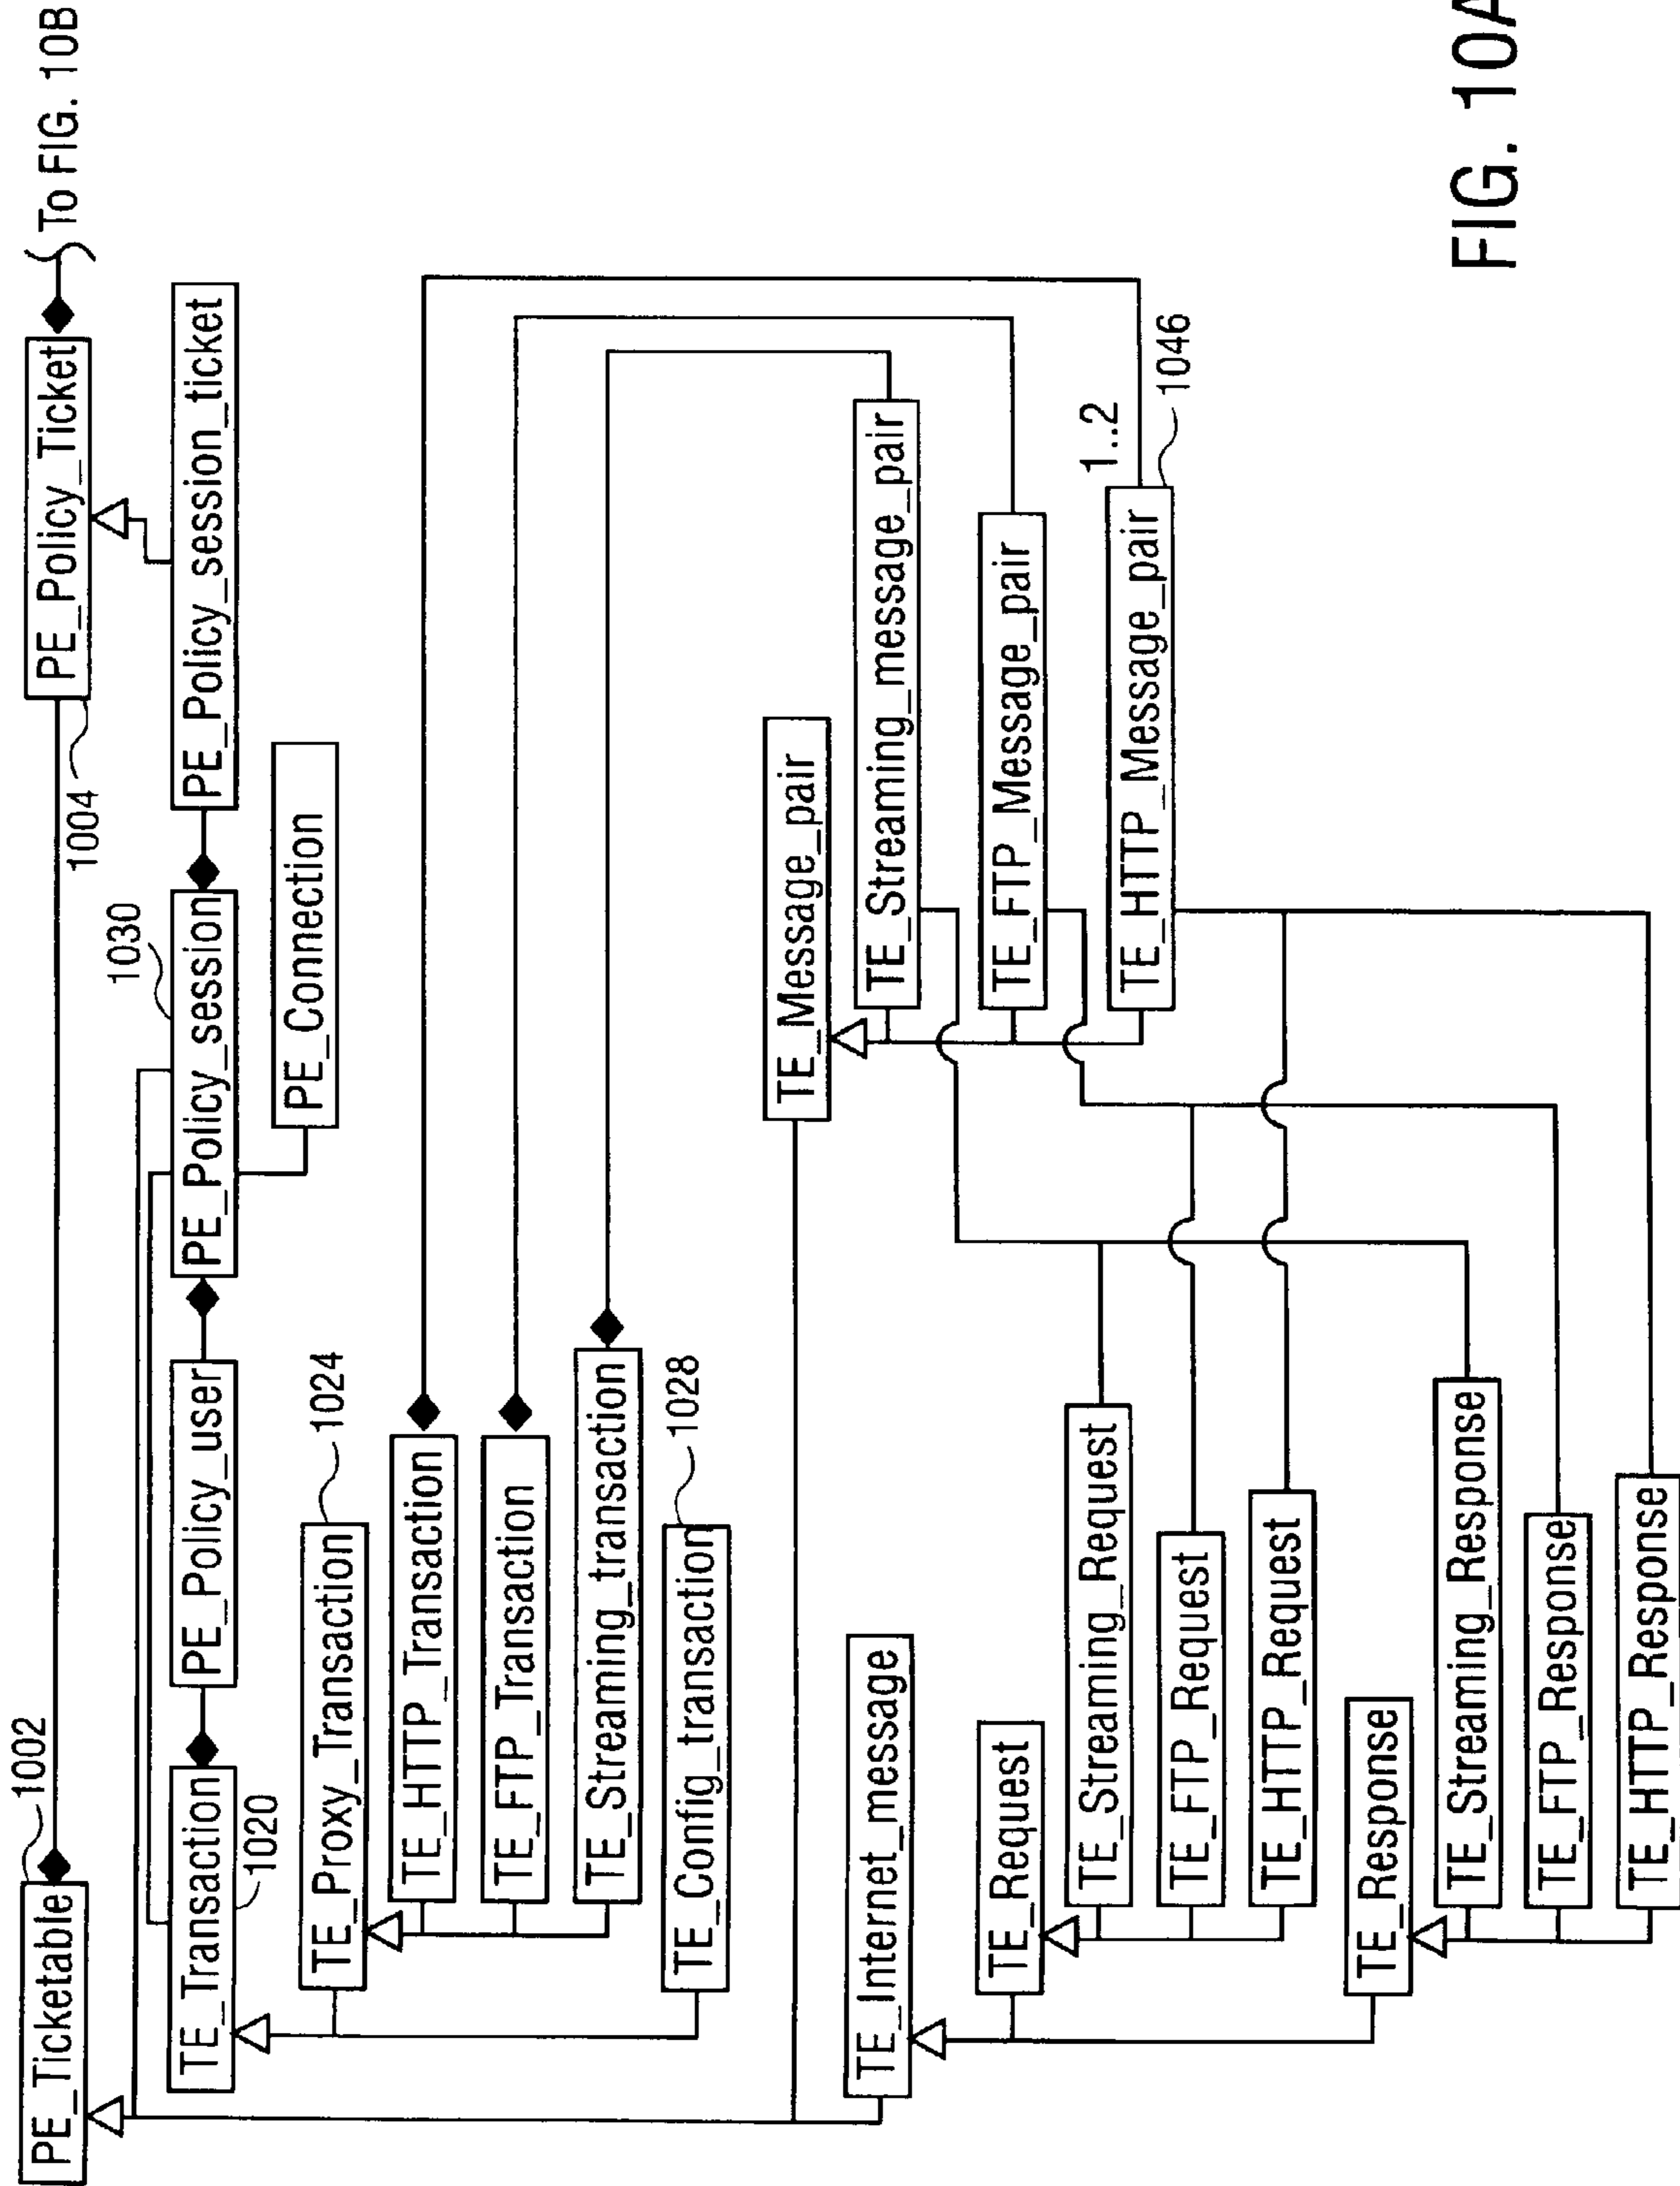 PE_Ticketable
1002
PE_Policy_Ticket
1004
To FIG. 10B
TE_Transaction
1020
PE_Policy_user
PE_Policy_session
1030
PE_Policy_session_ticket
PE_Connection
TE_Proxy_Transaction
1024
TE_HTTP_Transaction
TE_FTP_Transaction
TE_Streaming_transaction
TE_Config_transaction
1028
TE_Message_pair
TE_Streaming_message_pair
TE_FTP_Message_pair
1..2
TE_HTTP_Message_pair
1046
TE_Internet_message
TE_Request
TE_Streaming_Request
TE_FTP_Request
TE_HTTP_Request
TE_Response
TE_Streaming_Response
TE_FTP_Response
TE_HTTP_Response
FIG. 10A